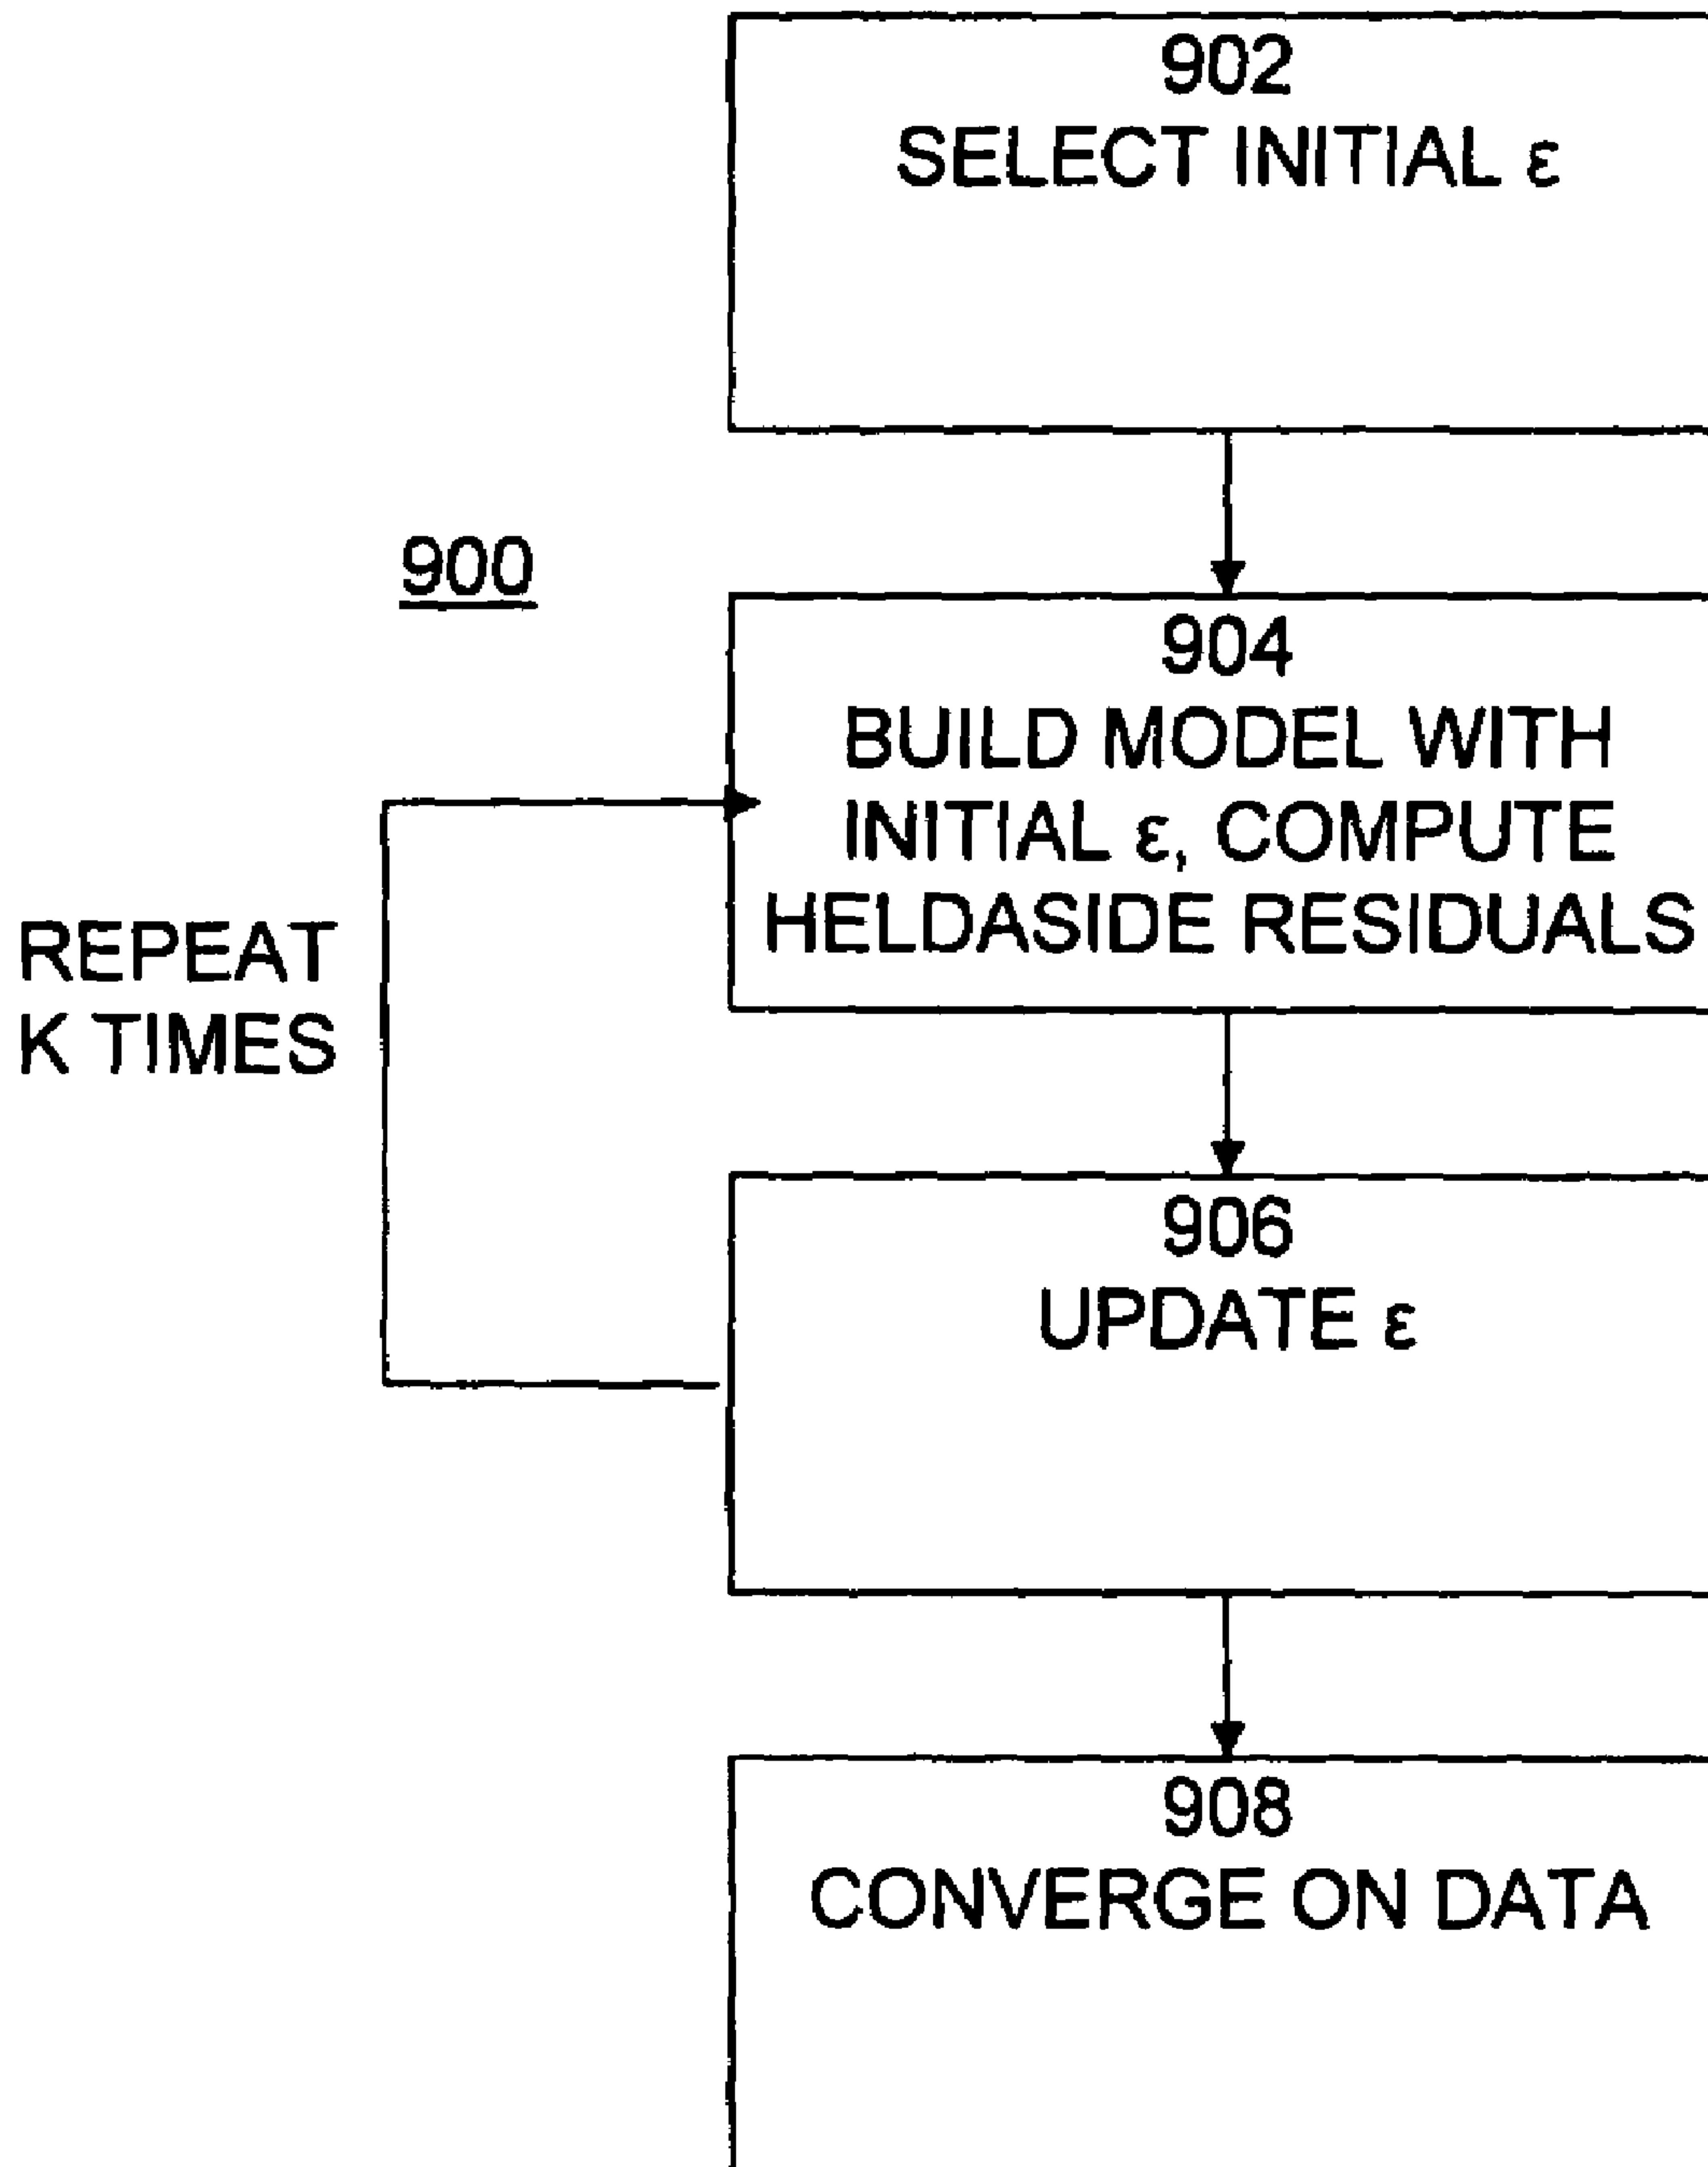 902
SELECT INITIAL ε
900
904
BUILD MODEL WITH
INITIAL ε, COMPUTE
HELDASIDE RESIDUALS
REPEAT
K TIMES
906
UPDATE ε
908
CONVERGE ON DATA